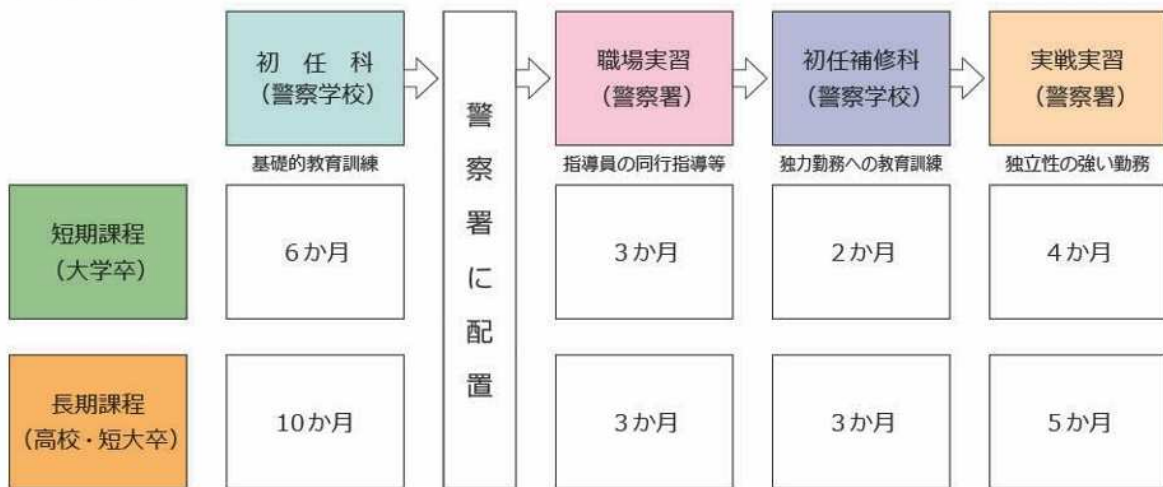 初 任 科
（警察学校）
警察署に配置
職場実習
（警察署）
初任補修科
（警察学校）
実戦実習
（警察署）
基礎的教育訓練
指導員の同行指導等
独力勤務への教育訓練
独立性の強い勤務
短期課程
（大学卒）
6か月
3か月
2か月
4か月
長期課程
（高校・短大卒）
10か月
3か月
3か月
5か月